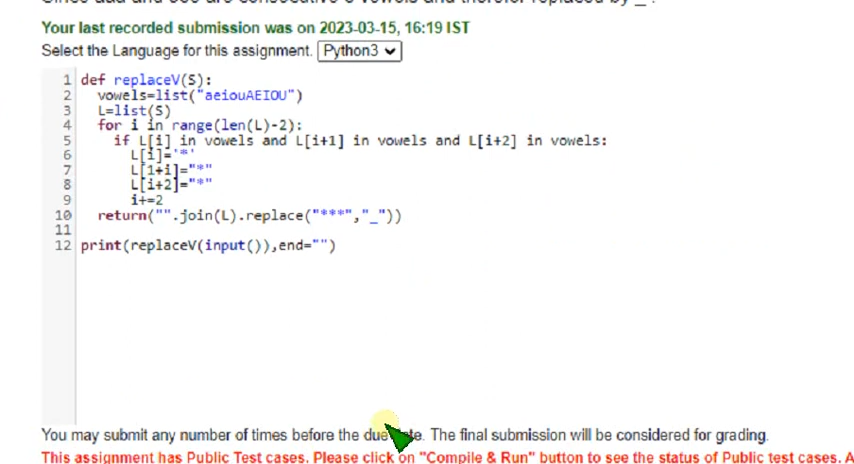 Your last recorded submission was on 2023-03-15, 16:19 IST
Select the Language for this assignment. Python3
1 def replaceV(S):
2   vowels=list("aeiouAEIOU")
3   L=list(S)
4   for i in range(len(L)-2):
5     if L[i] in vowels and L[i+1] in vowels and L[i+2] in vowels:
6       L[i]='*'
7       L[1+i]="*"
8       L[i+2]="*"
9       i+=2
10   return("".join(L).replace("***","_"))
11
12 print(replaceV(input()),end="")
You may submit any number of times before the due date. The final submission will be considered for grading.
This assignment has Public Test cases. Please click on "Compile & Run" button to see the status of Public test cases. A